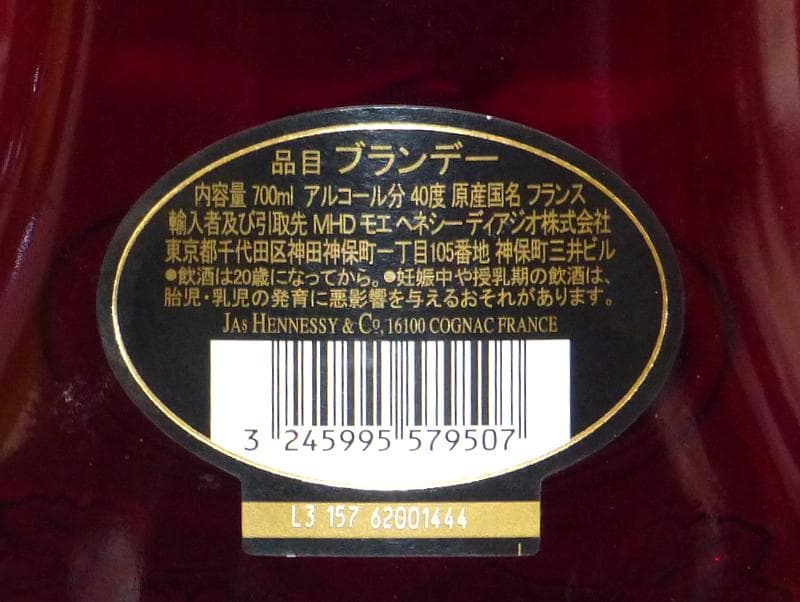 品目 ブランデー
内容量 700ml アルコール分 40度 原産国名 フランス
輸入者及び引取先 MHD モエ ヘネシー ディアジオ株式会社
東京都千代田区神田神保町一丁目105番地 神保町三井ビル
●飲酒は20歳になってから。●妊娠中や授乳期の飲酒は、
胎児・乳児の発育に悪影響を与えるおそれがあります。
JAs HENNESSY & Co, 16100 COGNAC FRANCE
3 245995 579507
L3 157 62001444